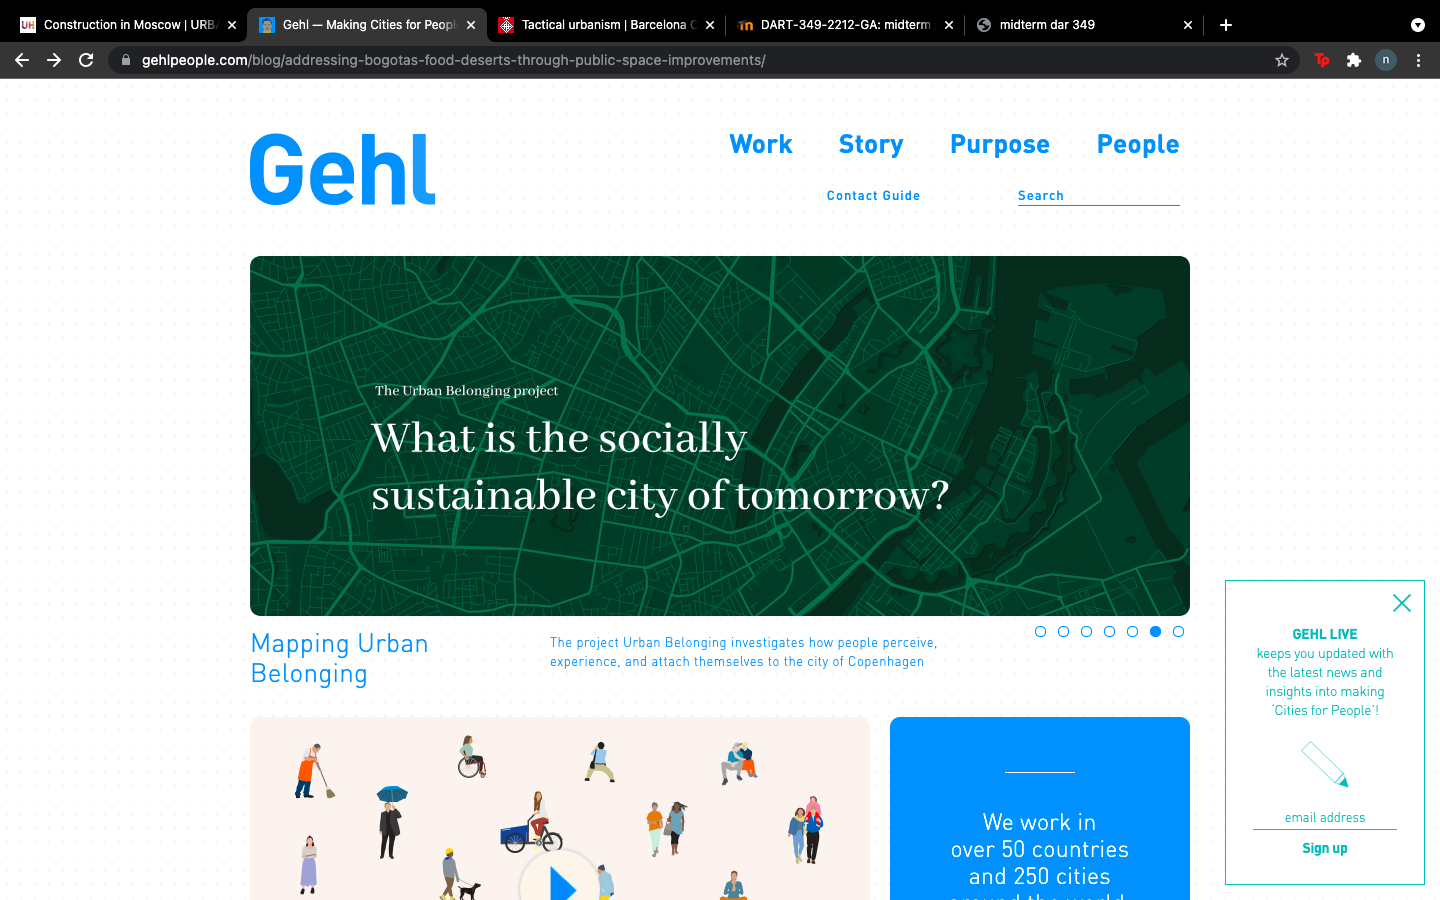 Construction in Moscow | URBA
Gehl — Making Cities for Peopl
Tactical urbanism | Barcelona C
DART-349-2212-GA: midterm
midterm dar 349
gehlpeople.com/blog/addressing-bogotas-food-deserts-through-public-space-improvements/
Gehl
Work Story Purpose People
Contact Guide Search
The Urban Belonging project
What is the socially
sustainable city of tomorrow?
Mapping Urban
Belonging
The project Urban Belonging investigates how people perceive,
experience, and attach themselves to the city of Copenhagen
We work in
over 50 countries
and 250 cities
around the world
GEHL LIVE
keeps you updated with
the latest news and
insights into making
‘Cities for People’!
email address
Sign up